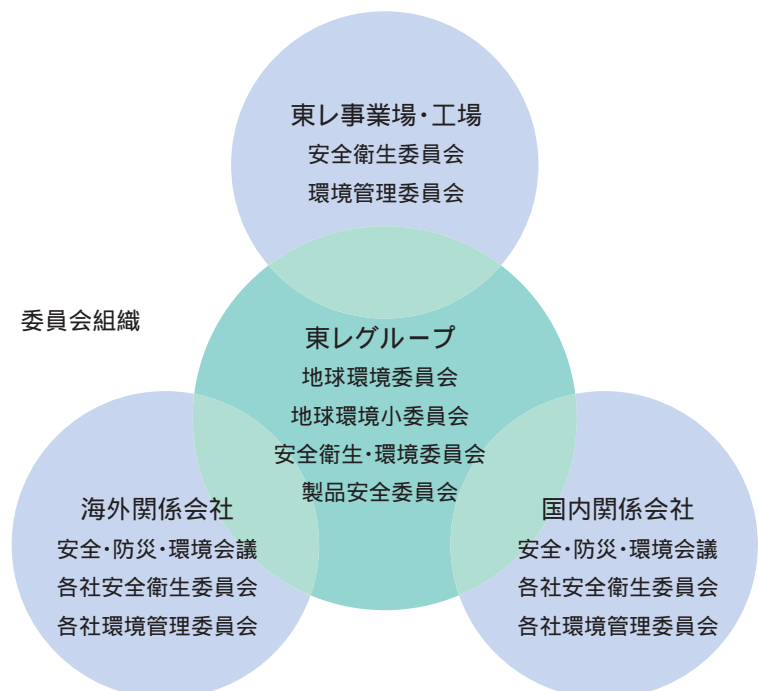 東レ事業場・工場
安全衛生委員会
環境管理委員会
委員会組織
東レグループ
地球環境委員会
地球環境小委員会
安全衛生・環境委員会
製品安全委員会
海外関係会社
安全・防災・環境会議
各社安全衛生委員会
各社環境管理委員会
国内関係会社
安全・防災・環境会議
各社安全衛生委員会
各社環境管理委員会